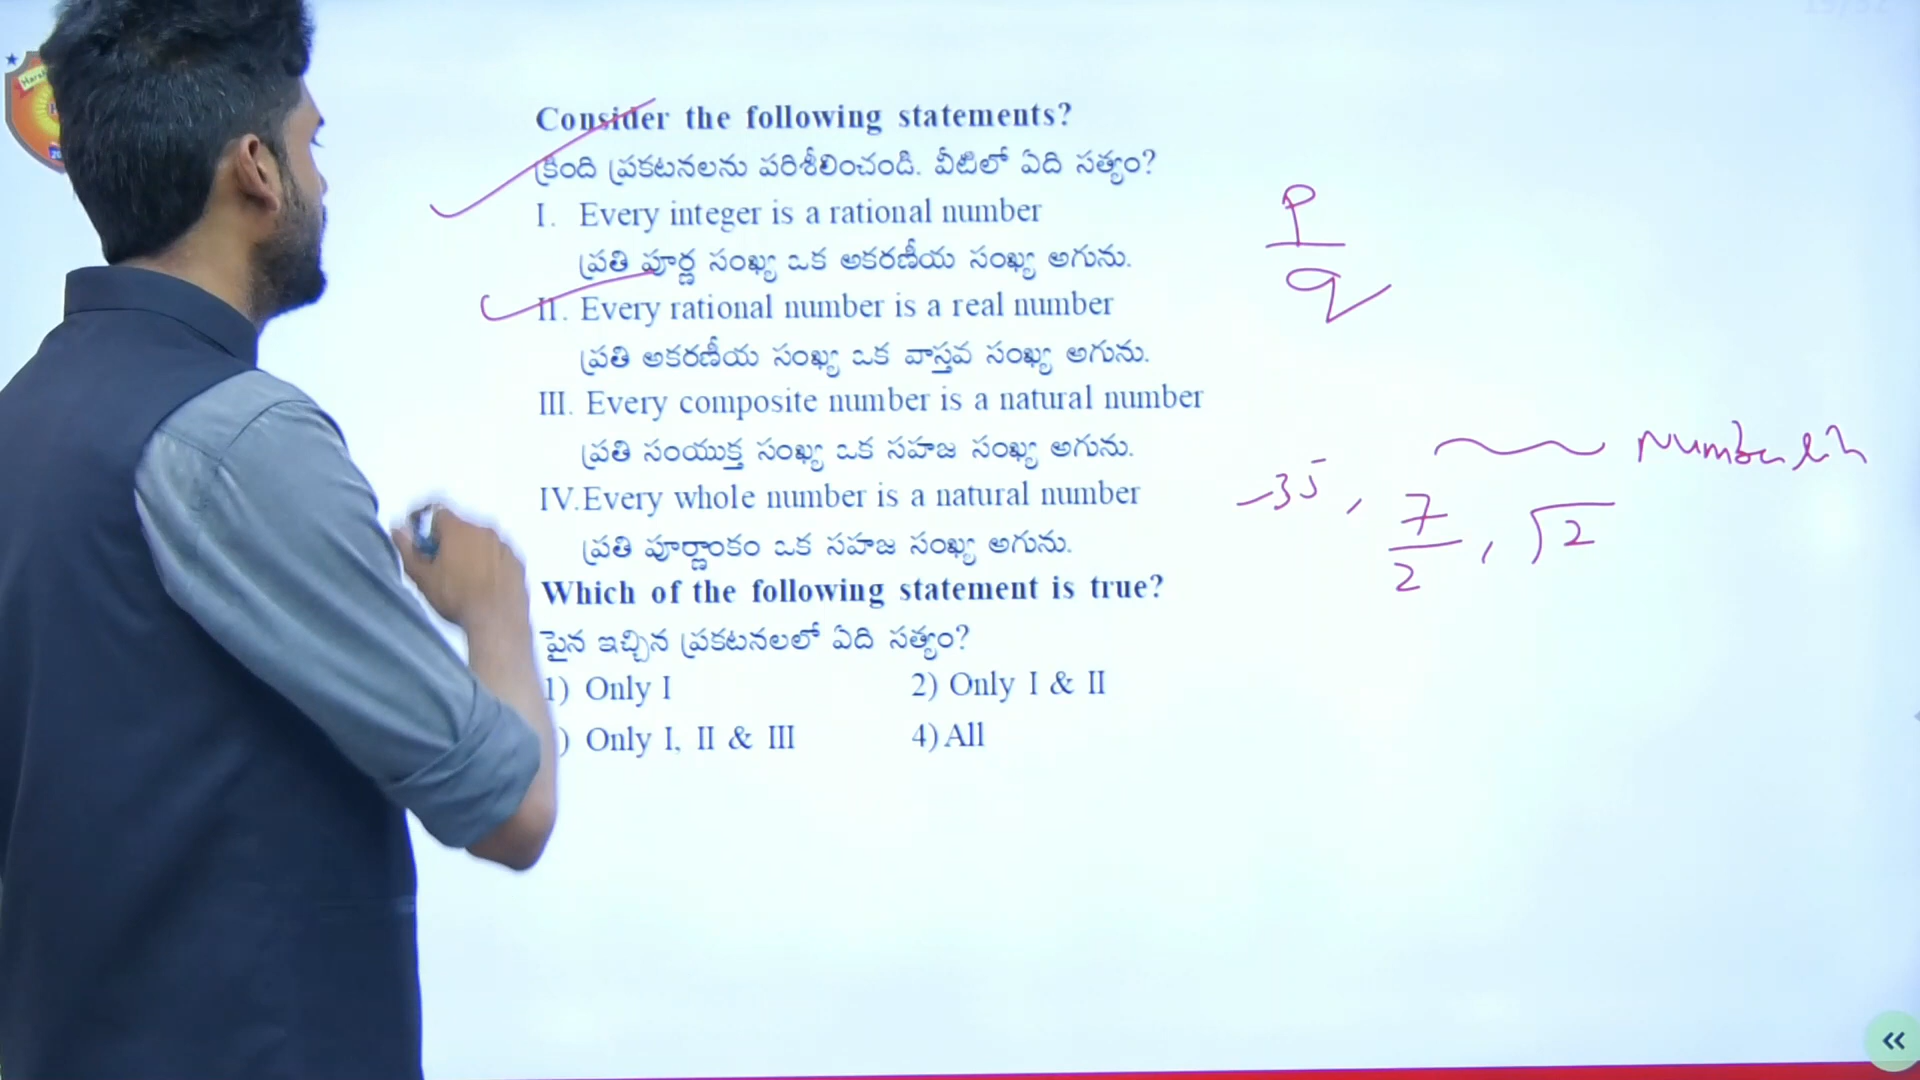 Consider the following statements?
క్రింది ప్రకటనలను పరిశీలించండి. వీటిలో ఏది సత్యం?
I. Every integer is a rational number
ప్రతి పూర్ణ సంఖ్య ఒక అకరణీయ సంఖ్య అగును.
II. Every rational number is a real number
ప్రతి అకరణీయ సంఖ్య ఒక వాస్తవ సంఖ్య అగును.
III. Every composite number is a natural number
ప్రతి సంయుక్త సంఖ్య ఒక సహజ సంఖ్య అగును.
IV.Every whole number is a natural number
ప్రతి పూర్ణాంకం ఒక సహజ సంఖ్య అగును.
Which of the following statement is true?
పైన ఇచ్చిన ప్రకటనలలో ఏది సత్యం?
1) Only I
2) Only I & II
) Only I, II & III
4) All
p
q
-35, 7/2, √2